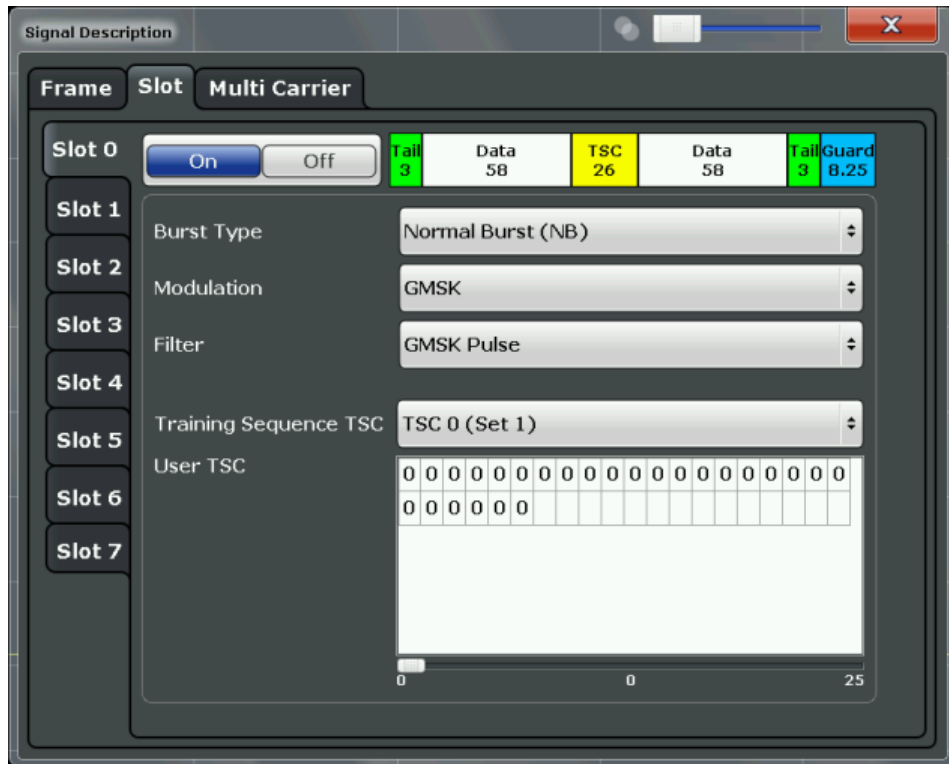 Signal Description
X
Frame Slot Multi Carrier
Slot 0
On Off
Tail Data TSC Data Tail Guard
3 58 26 58 3 8.25
Slot 1
Burst Type Normal Burst (NB)
Slot 2
Modulation GMSK
Slot 3
Filter GMSK Pulse
Slot 4
Training Sequence TSC TSC 0 (Set 1)
Slot 5
User TSC
0 0 0 0 0 0 0 0 0 0 0 0 0 0 0 0 0 0 0 0
Slot 6
0 0 0 0 0 0
Slot 7
0 0 25